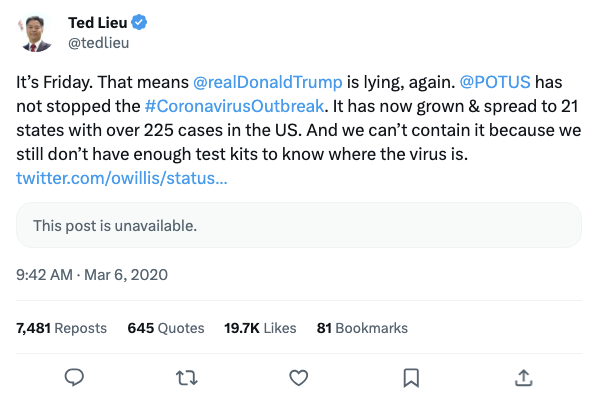 Ted Lieu
@tedlieu
It’s Friday. That means @realDonaldTrump is lying, again. @POTUS has
not stopped the #CoronavirusOutbreak. It has now grown & spread to 21
states with over 225 cases in the US. And we can’t contain it because we
still don’t have enough test kits to know where the virus is.
twitter.com/owillis/status...
This post is unavailable.
9:42 AM · Mar 6, 2020
7,481 Reposts 645 Quotes 19.7K Likes 81 Bookmarks